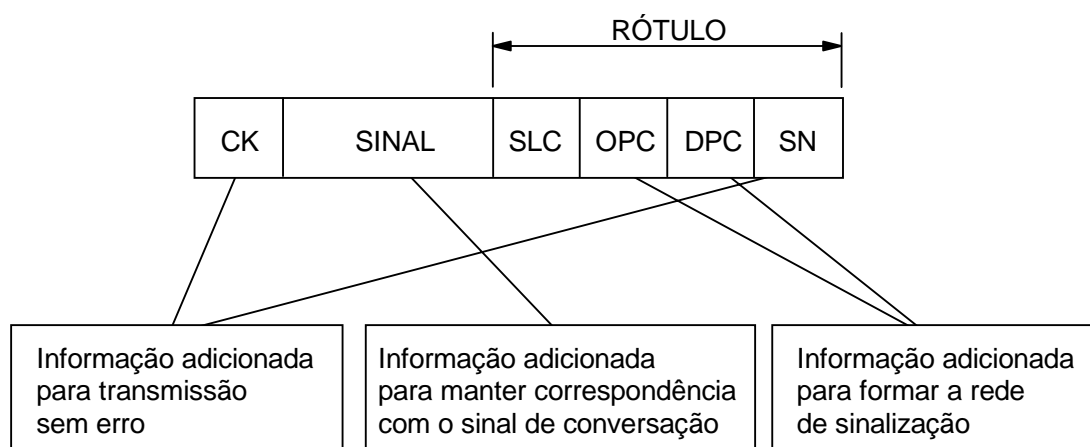 RÓTULO
CK SINAL SLC OPC DPC SN
Informação adicionada
para transmissão
sem erro
Informação adicionada
para manter correspondência
com o sinal de conversação
Informação adicionada
para formar a rede
de sinalização